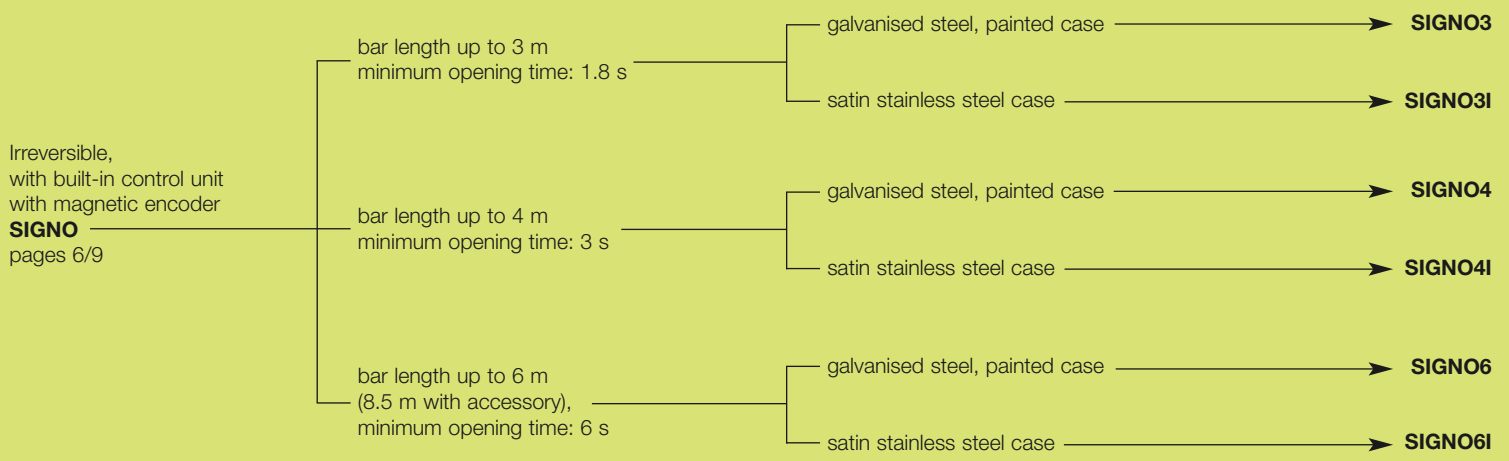 Irreversible,
with built-in control unit
with magnetic encoder
SIGNO
pages 6/9
bar length up to 3 m
minimum opening time: 1.8 s
galvanised steel, painted case
SIGNO3
satin stainless steel case
SIGNO3I
bar length up to 4 m
minimum opening time: 3 s
galvanised steel, painted case
SIGNO4
satin stainless steel case
SIGNO4I
bar length up to 6 m
(8.5 m with accessory),
minimum opening time: 6 s
galvanised steel, painted case
SIGNO6
satin stainless steel case
SIGNO6I